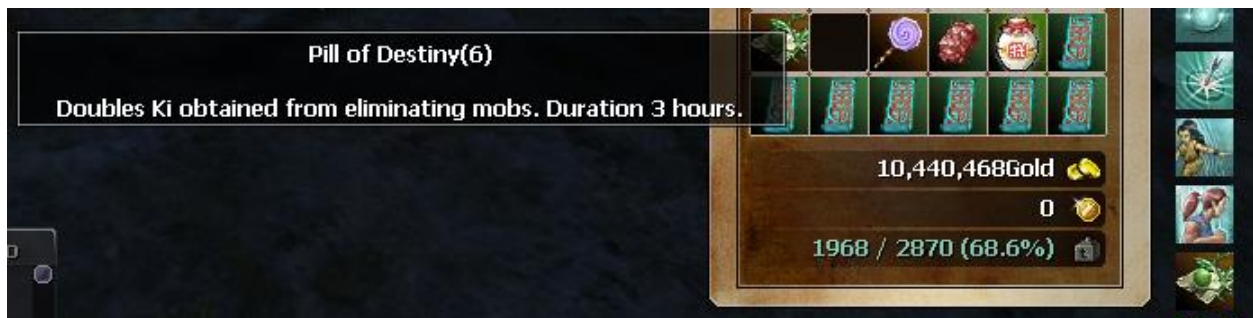 Pill of Destiny(6)
Doubles Ki obtained from eliminating mobs. Duration 3 hours.
10,440,468Gold
0
1968 / 2870 (68.6%)